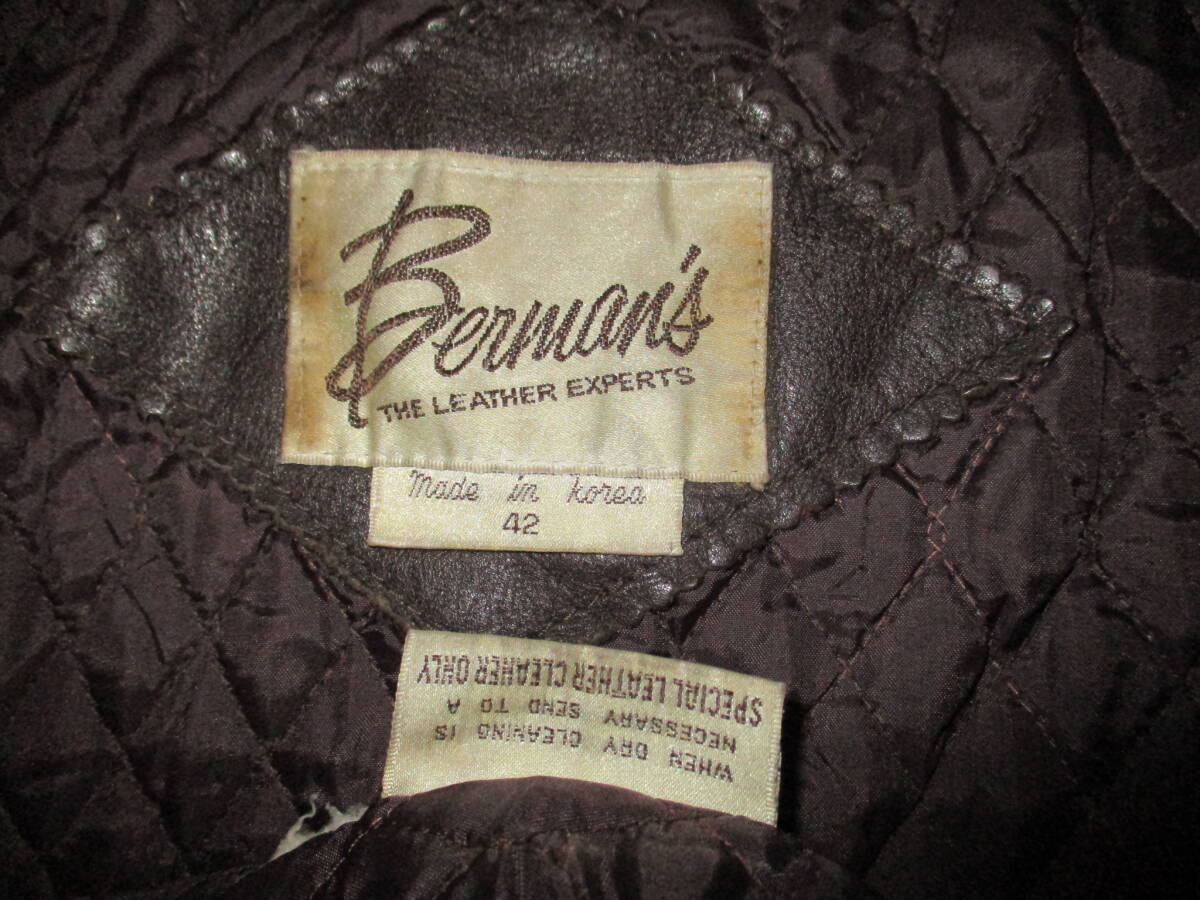 Berman's
THE LEATHER EXPERTS
Made in Korea
42
WHEN DRY CLEANING IS
NECESSARY SEND TO A
SPECIAL LEATHER CLEANER ONLY